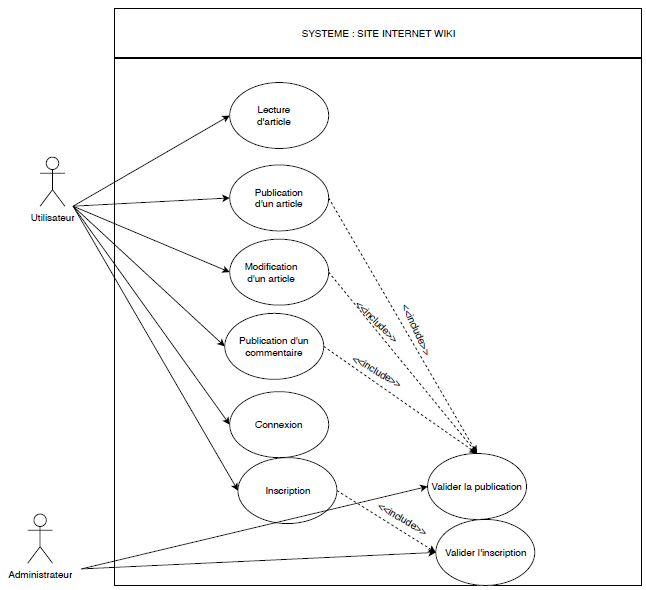 SYSTEME : SITE INTERNET WIKI
Lecture
d'article
Publication
d'un article
Utilisateur
Modification
d'un article
<<include>>
<<include>>
Publication d'un
commentaire
<<include>>
Connexion
Inscription
Valider la publication
<<include>>
Valider l'inscription
Administrateur